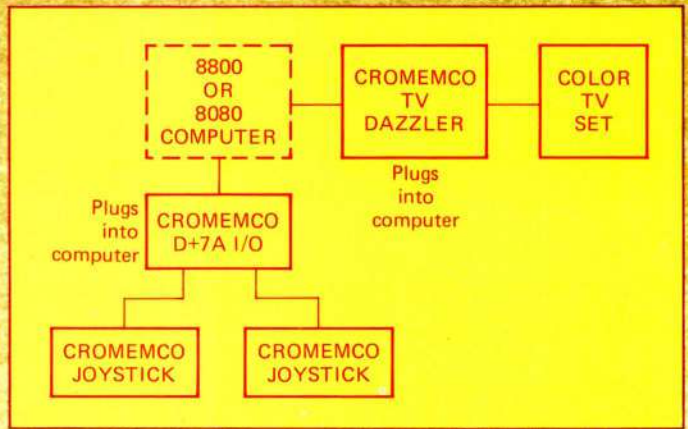 8800
OR
8080
COMPUTER
CROMEMCO
TV
DAZZLER
COLOR
TV
SET
Plugs
into
computer
Plugs
into
computer
CROMEMCO
D+7A I/O
CROMEMCO
JOYSTICK
CROMEMCO
JOYSTICK